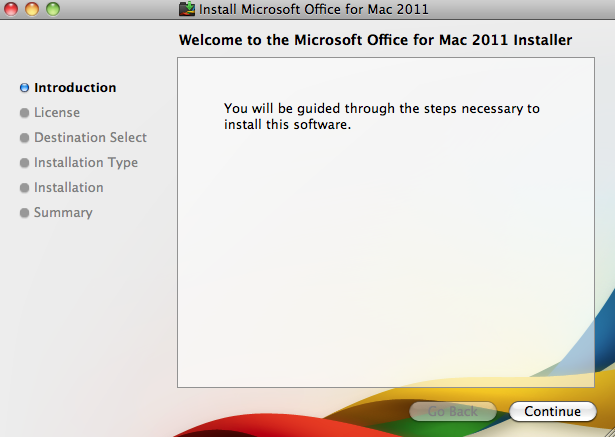 Install Microsoft Office for Mac 2011
Welcome to the Microsoft Office for Mac 2011 Installer
Introduction
License
Destination Select
Installation Type
Installation
Summary
You will be guided through the steps necessary to
install this software.
Go Back
Continue